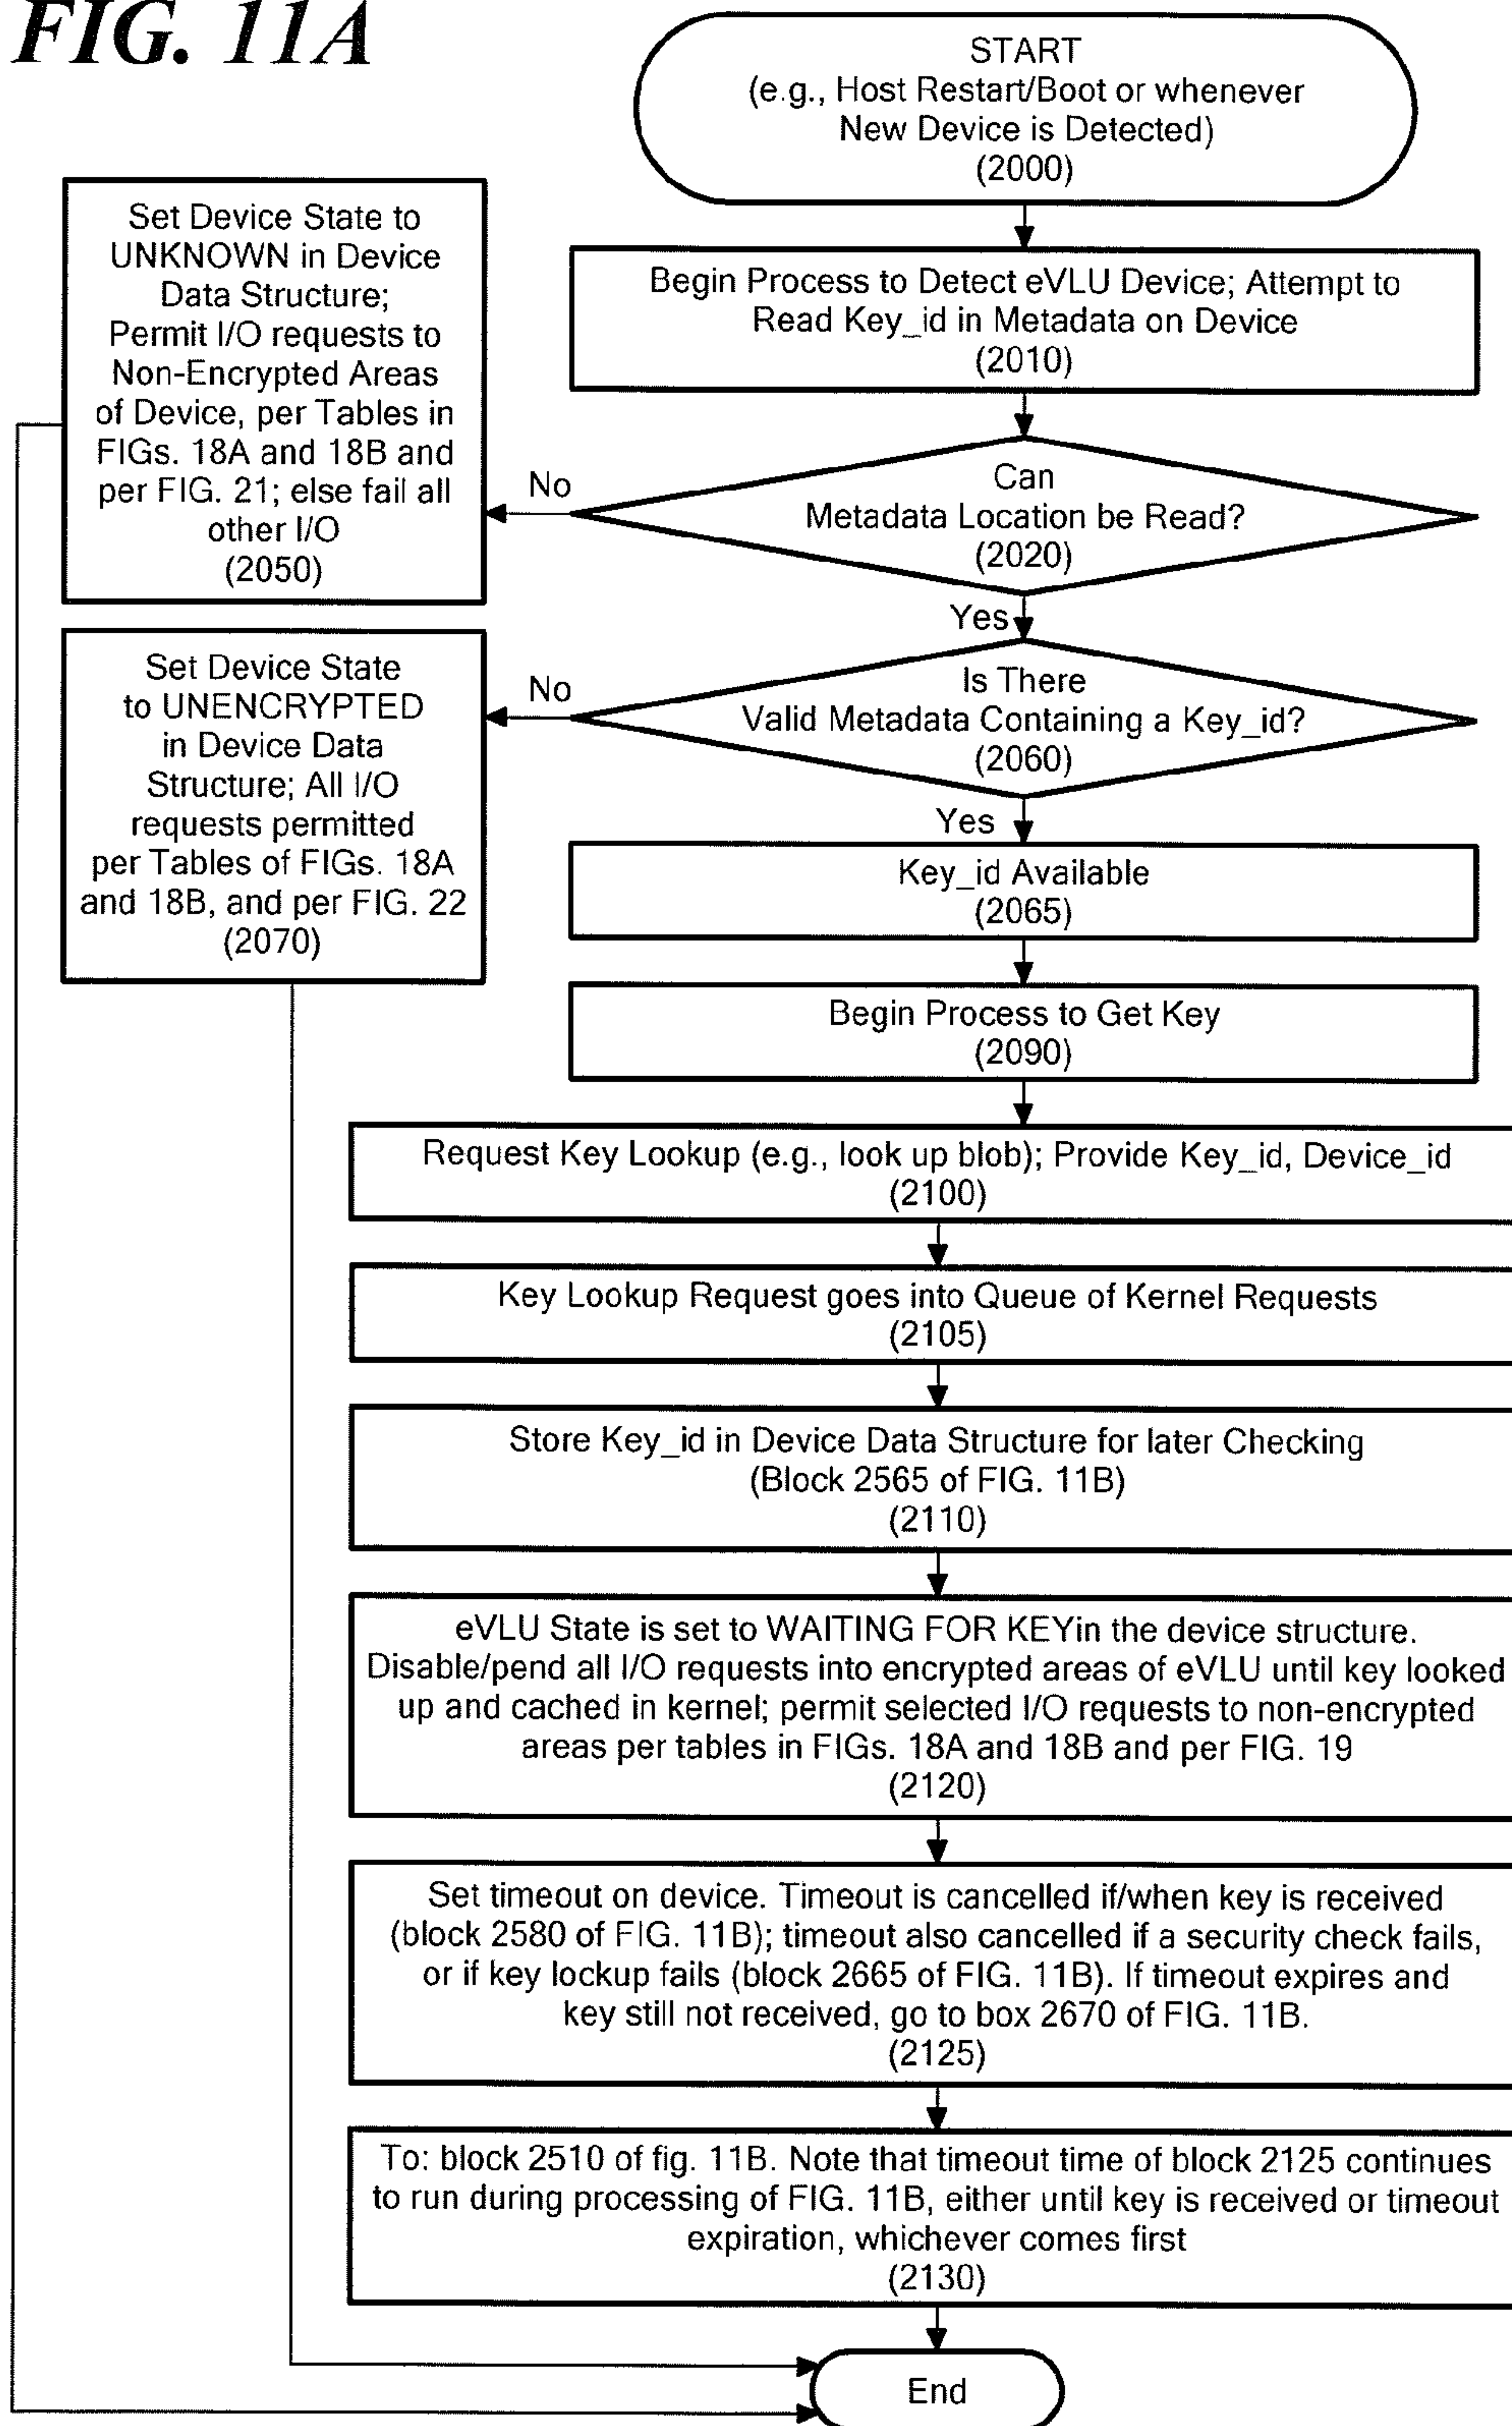 FIG. 11A
START
(e.g., Host Restart/Boot or whenever
New Device is Detected)
(2000)
Begin Process to Detect eVLU Device; Attempt to
Read Key_id in Metadata on Device
(2010)
Can
Metadata Location be Read?
(2020)
No
Set Device State to
UNKNOWN in Device
Data Structure;
Permit I/O requests to
Non-Encrypted Areas
of Device, per Tables in
FIGs. 18A and 18B and
per FIG. 21; else fail all
other I/O
(2050)
Yes
Is There
Valid Metadata Containing a Key_id?
(2060)
No
Set Device State
to UNENCRYPTED
in Device Data
Structure; All I/O
requests permitted
per Tables of FIGs. 18A
and 18B, and per FIG. 22
(2070)
Yes
Key_id Available
(2065)
Begin Process to Get Key
(2090)
Request Key Lookup (e.g., look up blob); Provide Key_id, Device_id
(2100)
Key Lookup Request goes into Queue of Kernel Requests
(2105)
Store Key_id in Device Data Structure for later Checking
(Block 2565 of FIG. 11B)
(2110)
eVLU State is set to WAITING FOR KEYin the device structure.
Disable/pend all I/O requests into encrypted areas of eVLU until key looked
up and cached in kernel; permit selected I/O requests to non-encrypted
areas per tables in FIGs. 18A and 18B and per FIG. 19
(2120)
Set timeout on device. Timeout is cancelled if/when key is received
(block 2580 of FIG. 11B); timeout also cancelled if a security check fails,
or if key lockup fails (block 2665 of FIG. 11B). If timeout expires and
key still not received, go to box 2670 of FIG. 11B.
(2125)
To: block 2510 of fig. 11B. Note that timeout time of block 2125 continues
to run during processing of FIG. 11B, either until key is received or timeout
expiration, whichever comes first
(2130)
End